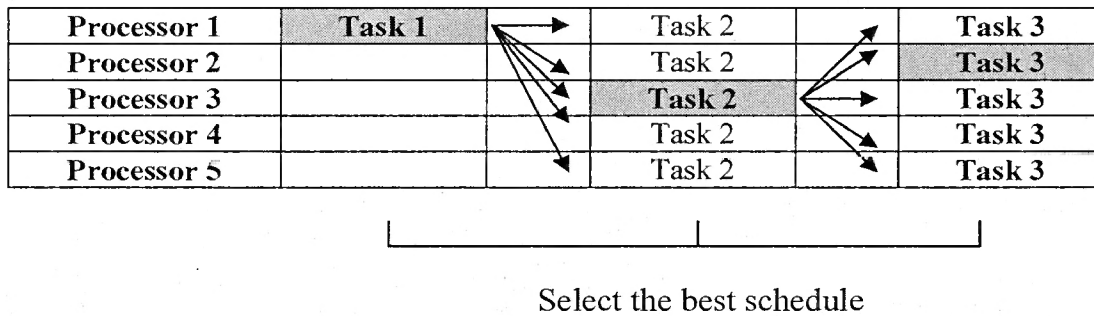 Processor 1 Task 1 Task 2 Task 3
Processor 2 Task 2 Task 3
Processor 3 Task 2 Task 3
Processor 4 Task 2 Task 3
Processor 5 Task 2 Task 3
Select the best schedule